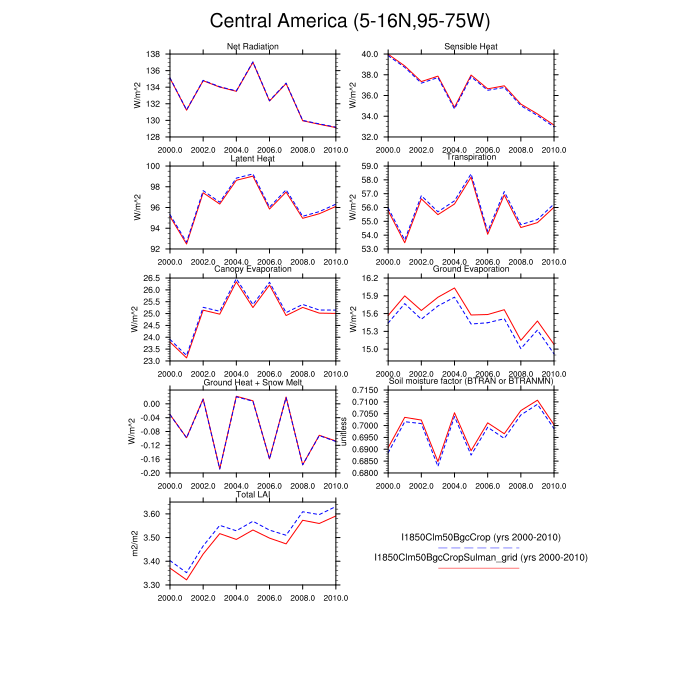 Central America (5-16N,95-75W)
Net Radiation
Sensible Heat
W/m^2
138
136
134
132
130
128
2000.0 2002.0 2004.0 2006.0 2008.0 2010.0
W/m^2
40.0
38.0
36.0
34.0
32.0
2000.0 2002.0 2004.0 2006.0 2008.0 2010.0
Latent Heat
Transpiration
W/m^2
100
98
96
94
92
2000.0 2002.0 2004.0 2006.0 2008.0 2010.0
W/m^2
59.0
58.0
57.0
56.0
55.0
54.0
53.0
2000.0 2002.0 2004.0 2006.0 2008.0 2010.0
Canopy Evaporation
Ground Evaporation
W/m^2
26.5
26.0
25.5
25.0
24.5
24.0
23.5
23.0
2000.0 2002.0 2004.0 2006.0 2008.0 2010.0
W/m^2
16.2
15.9
15.6
15.3
15.0
2000.0 2002.0 2004.0 2006.0 2008.0 2010.0
Ground Heat + Snow Melt
Soil moisture factor (BTRAN or BTRANMN)
W/m^2
0.00
-0.04
-0.08
-0.12
-0.16
-0.20
2000.0 2002.0 2004.0 2006.0 2008.0 2010.0
unitless
0.7150
0.7100
0.7050
0.7000
0.6950
0.6900
0.6850
0.6800
2000.0 2002.0 2004.0 2006.0 2008.0 2010.0
Total LAI
m2/m2
3.60
3.50
3.40
3.30
2000.0 2002.0 2004.0 2006.0 2008.0 2010.0
I1850Clm50BgcCrop (yrs 2000-2010)
I1850Clm50BgcCropSulman_grid (yrs 2000-2010)